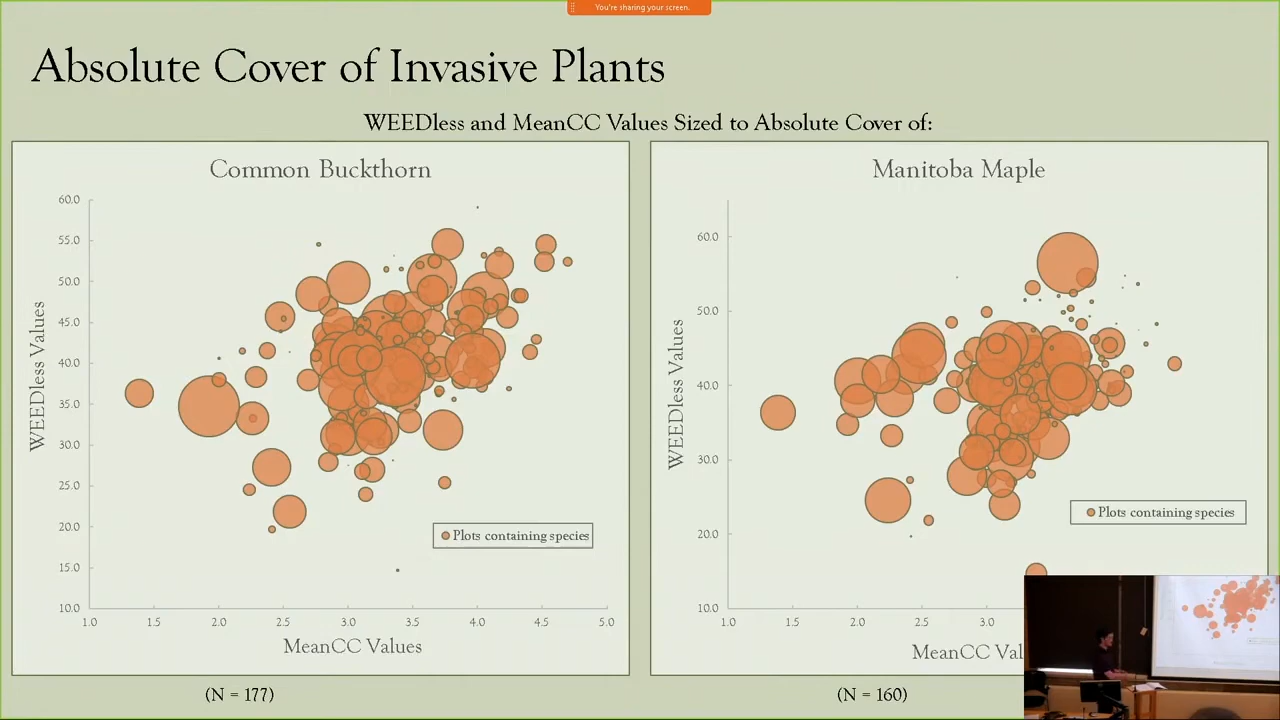 You're sharing your screen.
Absolute Cover of Invasive Plants
WEEDless and MeanCC Values Sized to Absolute Cover of:
Common Buckthorn
60.0
55.0
50.0
45.0
40.0
35.0
30.0
25.0
20.0
15.0
10.0
WEEDless Values
Plots containing species
1.0 1.5 2.0 2.5 3.0 3.5 4.0 4.5 5.0
MeanCC Values
(N = 177)
Manitoba Maple
60.0
50.0
40.0
30.0
20.0
10.0
WEEDless Values
Plots containing species
1.0 1.5 2.0 2.5 3.0
MeanCC Val
(N = 160)